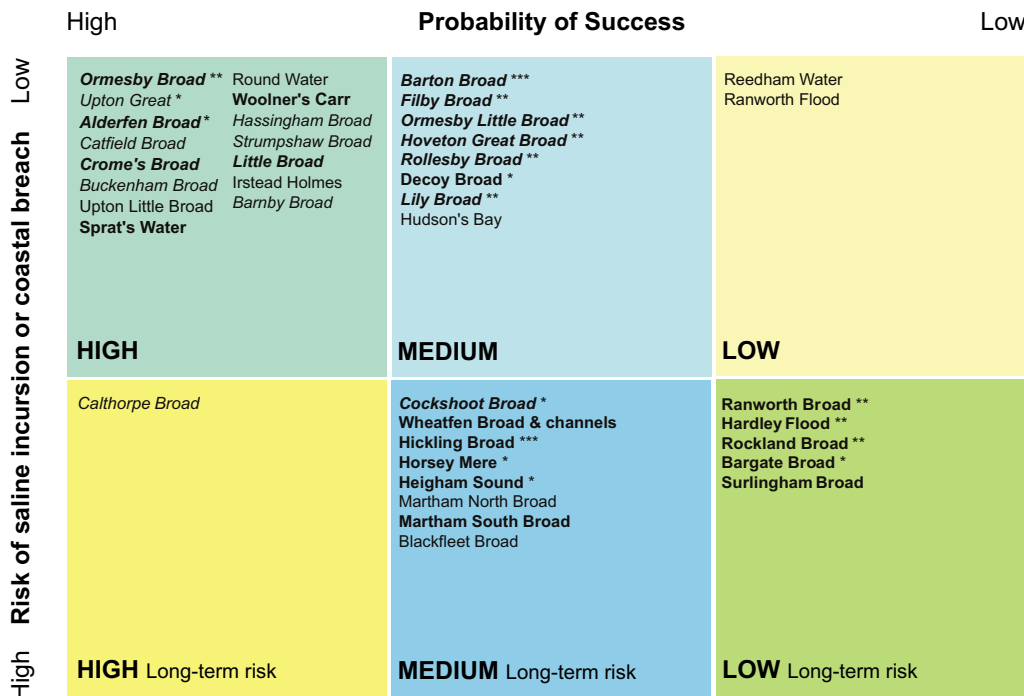 High Probability of Success Low
Low
Risk of saline incursion or coastal breach
High
Ormesby Broad **
Upton Great *
Alderfen Broad *
Catfield Broad
Crome's Broad
Buckenham Broad
Upton Little Broad
Sprat's Water
Round Water
Woolner's Carr
Hassingham Broad
Strumpshaw Broad
Little Broad
Irstead Holmes
Barnby Broad
HIGH
Barton Broad ***
Filby Broad **
Ormesby Little Broad **
Hoveton Great Broad **
Rollesby Broad **
Decoy Broad *
Lily Broad **
Hudson's Bay
MEDIUM
Reedham Water
Ranworth Flood
LOW
Calthorpe Broad
HIGH Long-term risk
Cockshoot Broad *
Wheatfen Broad & channels
Hickling Broad ***
Horsey Mere *
Heigham Sound *
Martham North Broad
Martham South Broad
Blackfleet Broad
MEDIUM Long-term risk
Ranworth Broad **
Hardley Flood **
Rockland Broad **
Bargate Broad *
Surlingham Broad
LOW Long-term risk